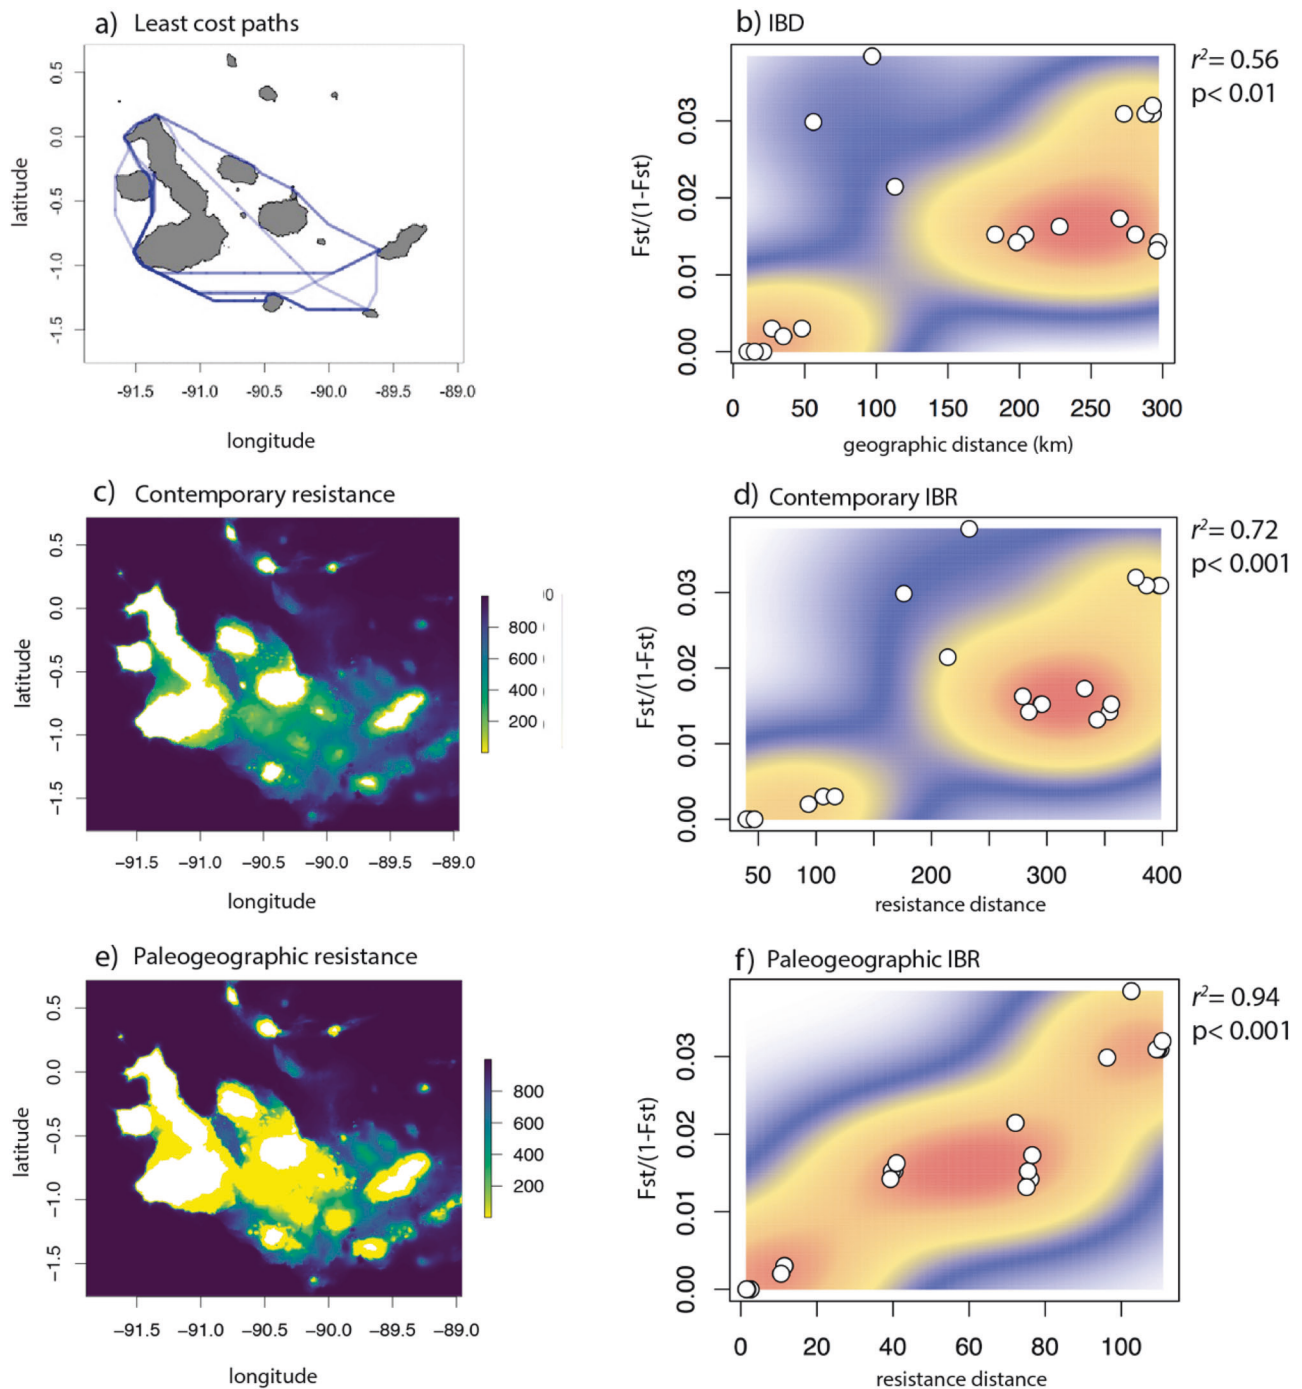 a) Least cost paths
latitude
0.5
0.0
-0.5
-1.0
-1.5
-91.5 -91.0 -90.5 -90.0 -89.5 -89.0
longitude
b) IBD
r²= 0.56
p< 0.01
Fst/(1-Fst)
0.03
0.02
0.01
0.00
0 50 100 150 200 250 300
geographic distance (km)
c) Contemporary resistance
latitude
0.5
0.0
−0.5
−1.0
−1.5
−91.5 −91.0 −90.5 −90.0 −89.5 −89.0
longitude
800
600
400
200
d) Contemporary IBR
r²= 0.72
p< 0.001
Fst/(1-Fst)
0.03
0.02
0.01
0.00
50 100 200 300 400
resistance distance
e) Paleogeographic resistance
latitude
0.5
0.0
−0.5
−1.0
−1.5
−91.5 −91.0 −90.5 −90.0 −89.5 −89.0
longitude
800
600
400
200
f) Paleogeographic IBR
r²= 0.94
p< 0.001
Fst/(1-Fst)
0.03
0.02
0.01
0.00
0 20 40 60 80 100
resistance distance